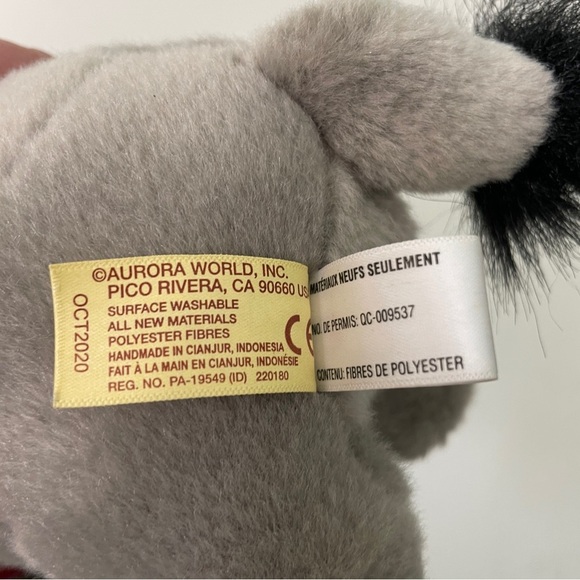 ©AURORA WORLD, INC.
PICO RIVERA, CA 90660 US
SURFACE WASHABLE
ALL NEW MATERIALS
POLYESTER FIBRES
HANDMADE IN CIANJUR, INDONESIA
FAIT À LA MAIN EN CIANJUR, INDONÉSIE
REG. NO. PA-19549 (ID) 220180
CE
OCT2020
MATÉRIAUX NEUFS SEULEMENT
NO. DE PERMIS: QC-009537
CONTENU: FIBRES DE POLYESTER